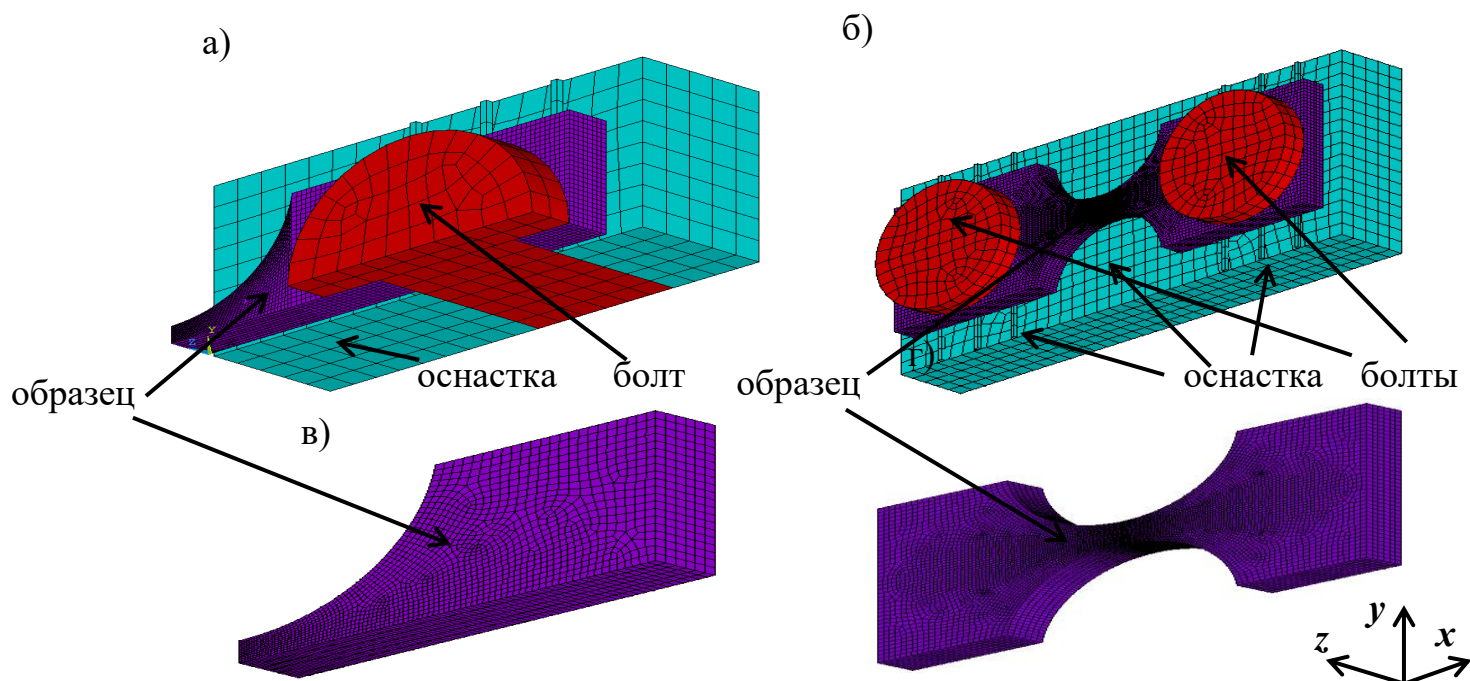 а)
б)
образец
оснастка
болт
образец
г)
оснастка
болты
в)
Y
Z
y
z
x